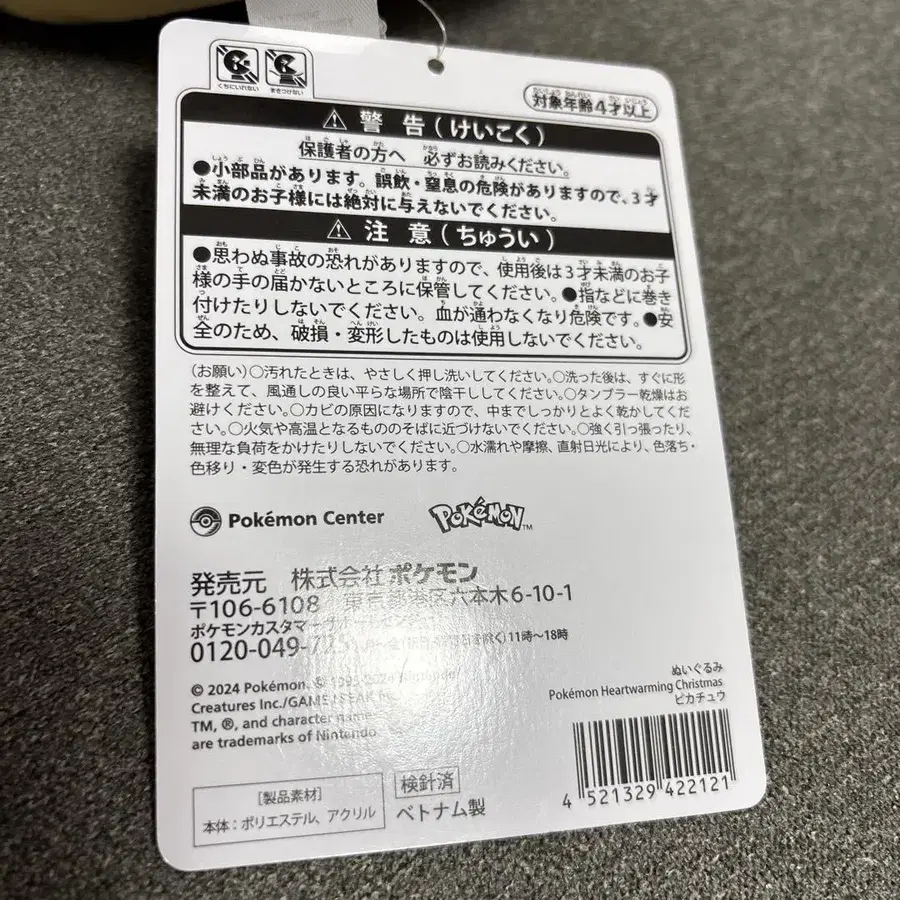 くちにいれない
まきつけない
対象年齢4才以上
⚠ 警 告 (けいこく)
保護者の方へ 必ずお読みください。
●小部品があります。誤飲・窒息の危険がありますので、3才
未満のお子様には絶対に与えないでください。
⚠ 注 意 (ちゅうい)
●思わぬ事故の恐れがありますので、使用後は3才未満のお子
様の手の届かないところに保管してください。●指などに巻き
付けたりしないでください。血が通わなくなり危険です。●安
全のため、破損・変形したものは使用しないでください。
(お願い)○汚れたときは、やさしく押し洗いしてください。○洗った後は、すぐに形
を整えて、風通しの良い平らな場所で陰干ししてください。○タンブラー乾燥はお
避けください。○カビの原因になりますので、中までしっかりとよく乾かしてくだ
さい。○火気や高温となるもののそばに近づけないでください。○強く引っ張ったり、
無理な負荷をかけたりしないでください。○水濡れや摩擦、直射日光により、色落ち・
色移り・変色が発生する恐れがあります。
Pokémon Center
POKéMON™
発売元 株式会社ポケモン
〒106-6108 東京都港区六本木6-10-1
ポケモンカスタマー
0120-049-725 11時～18時
© 2024 Pokémon. © 1995-2024 Nintendo/
Creatures Inc./GAME FREAK
TM, ®, and character name
are trademarks of Nintendo.
ぬいぐるみ
Pokémon Heartwarming Christmas
ピカチュウ
4 521329 422121
[製品素材]
本体:ポリエステル、アクリル
検針済
ベトナム製